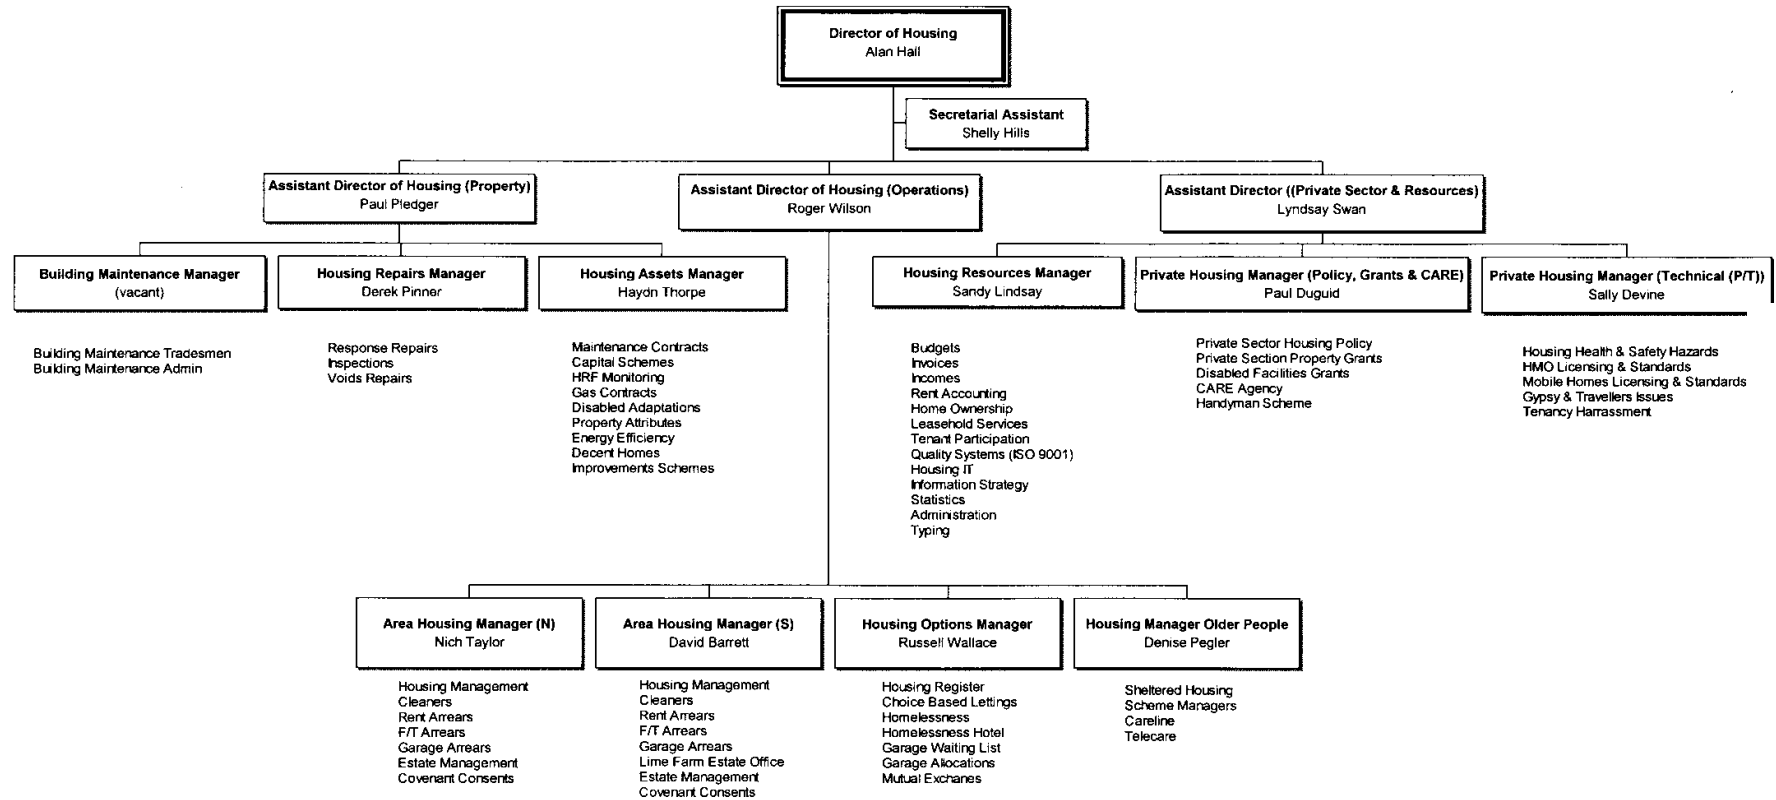 Director of Housing
Alan Hall
Secretarial Assistant
Shelly Hills
Assistant Director of Housing (Property)
Paul Pledger
Assistant Director of Housing (Operations)
Roger Wilson
Assistant Director ((Private Sector & Resources)
Lyndsay Swan
Building Maintenance Manager
(vacant)
Building Maintenance Tradesmen
Building Maintenance Admin
Housing Repairs Manager
Derek Pinner
Response Repairs
Inspections
Voids Repairs
Housing Assets Manager
Haydn Thorpe
Maintenance Contracts
Capital Schemes
HRF Monitoring
Gas Contracts
Disabled Adaptations
Property Attributes
Energy Efficiency
Decent Homes
Improvements Schemes
Housing Resources Manager
Sandy Lindsay
Budgets
Invoices
Incomes
Rent Accounting
Home Ownership
Leasehold Services
Tenant Participation
Quality Systems (ISO 9001)
Housing IT
Information Strategy
Statistics
Administration
Typing
Private Housing Manager (Policy, Grants & CARE)
Paul Duguid
Private Sector Housing Policy
Private Section Property Grants
Disabled Facilities Grants
CARE Agency
Handyman Scheme
Private Housing Manager (Technical (P/T))
Sally Devine
Housing Health & Safety Hazards
HMO Licensing & Standards
Mobile Homes Licensing & Standards
Gypsy & Travellers Issues
Tenancy Harrassment
Area Housing Manager (N)
Nich Taylor
Housing Management
Cleaners
Rent Arrears
F/T Arrears
Garage Arrears
Estate Management
Covenant Consents
Area Housing Manager (S)
David Barrett
Housing Management
Cleaners
Rent Arrears
F/T Arrears
Garage Arrears
Lime Farm Estate Office
Estate Management
Covenant Consents
Housing Options Manager
Russell Wallace
Housing Register
Choice Based Lettings
Homelessness
Homelessness Hotel
Garage Waiting List
Garage Allocations
Mutual Exchanes
Housing Manager Older People
Denise Pegler
Sheltered Housing
Scheme Managers
Careline
Telecare